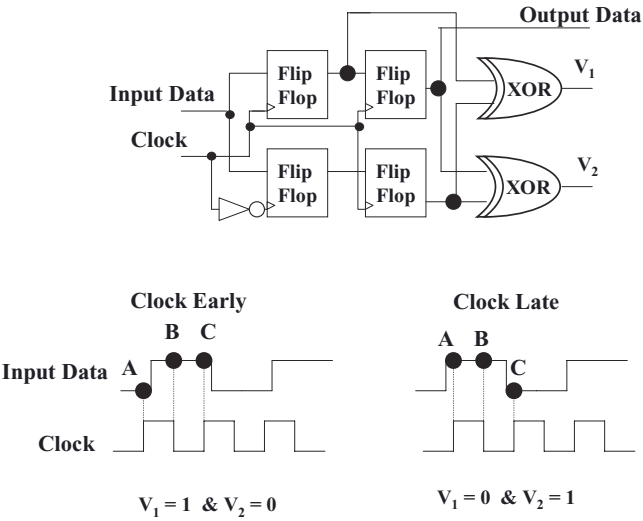 Output Data
Flip Flop
Flip Flop
XOR
V1
Input Data
Clock
Flip Flop
Flip Flop
XOR
V2
Clock Early
Clock Late
A
B
C
A
B
C
Input Data
Clock
V1 = 1 & V2 = 0
V1 = 0 & V2 = 1